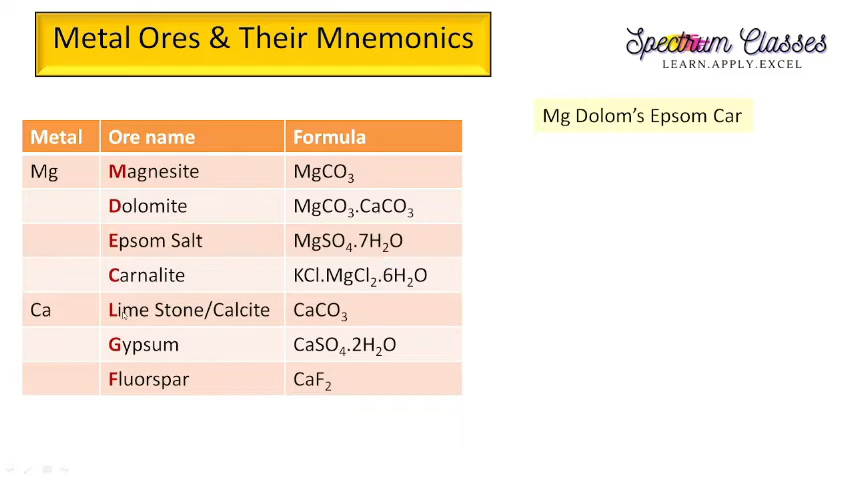 Metal Ores & Their Mnemonics
Spectrum Classes
LEARN.APPLY.EXCEL
Mg Dolom’s Epsom Car
Metal Ore name Formula
Mg Magnesite MgCO₃
Dolomite MgCO₃.CaCO₃
Epsom Salt MgSO₄.7H₂O
Carnalite KCl.MgCl₂.6H₂O
Ca Lime Stone/Calcite CaCO₃
Gypsum CaSO₄.2H₂O
Fluorspar CaF₂